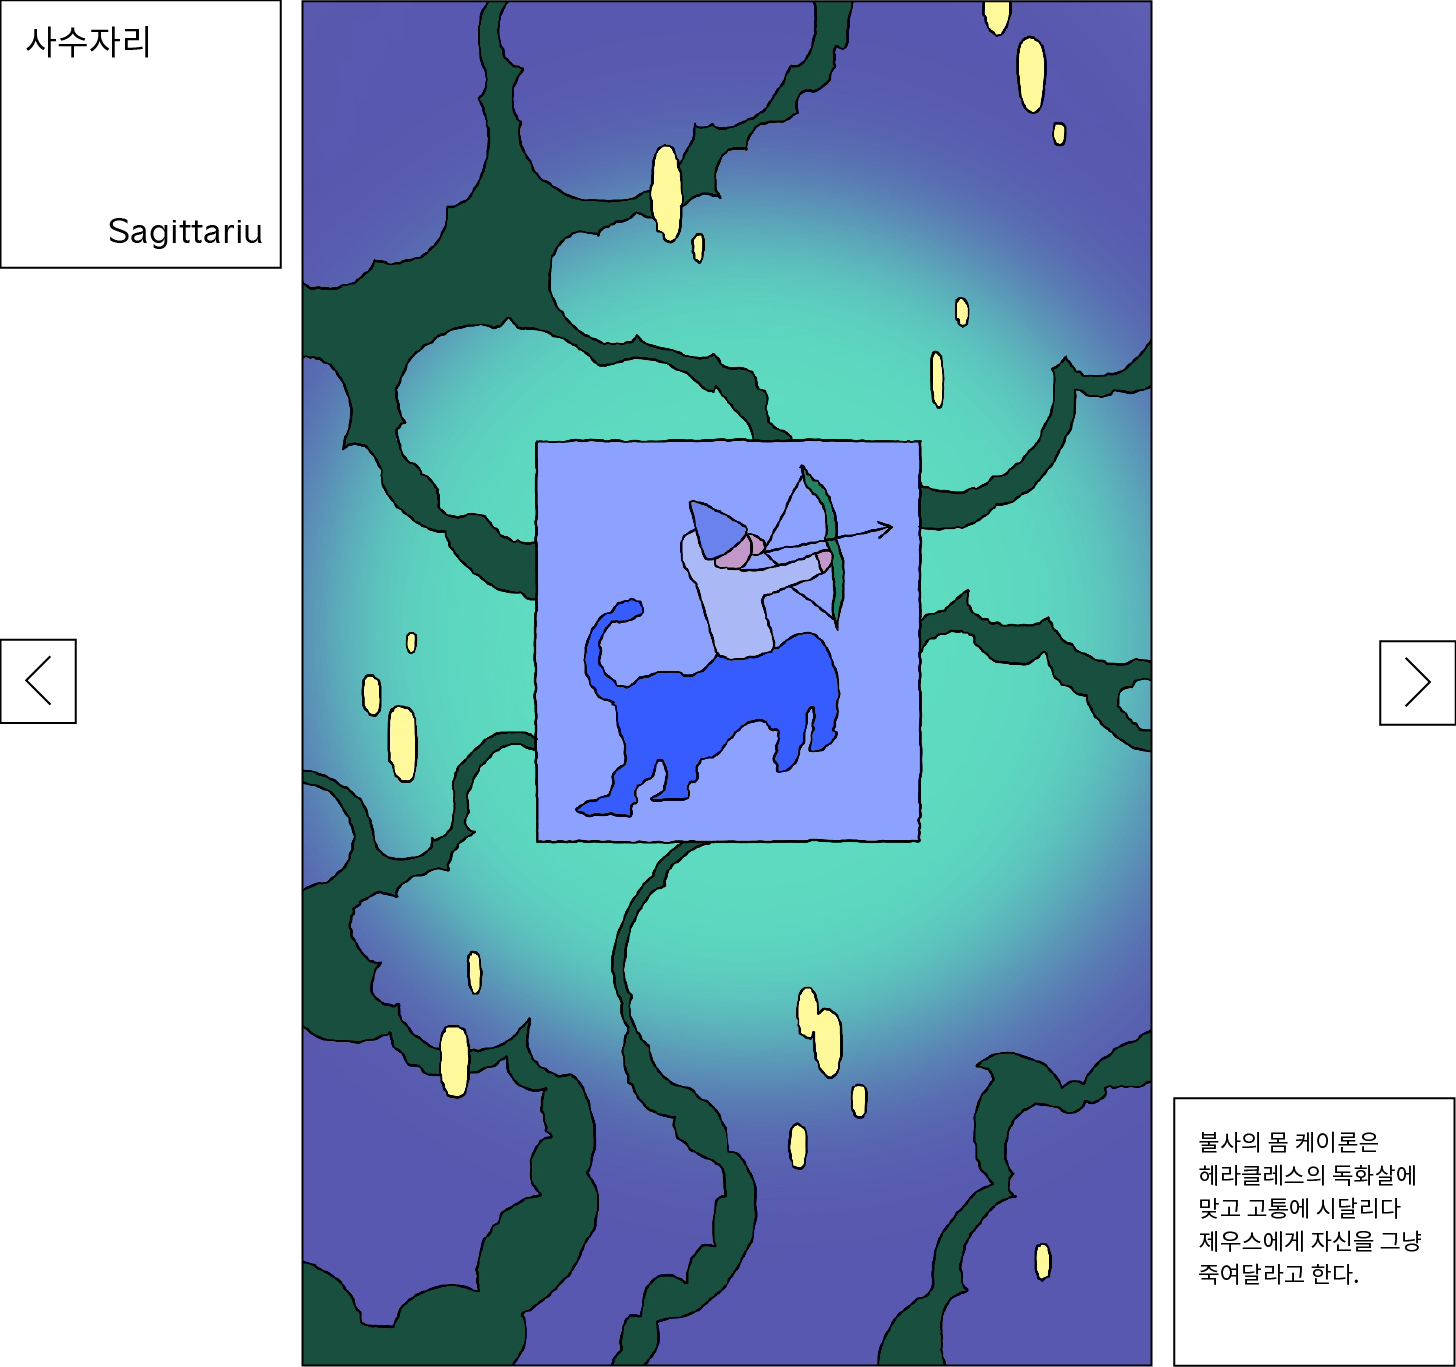 사수자리
Sagittariu
불사의 몸 케이론은
헤라클레스의 독화살에
맞고 고통에 시달리다
제우스에게 자신을 그냥
죽여달라고 한다.